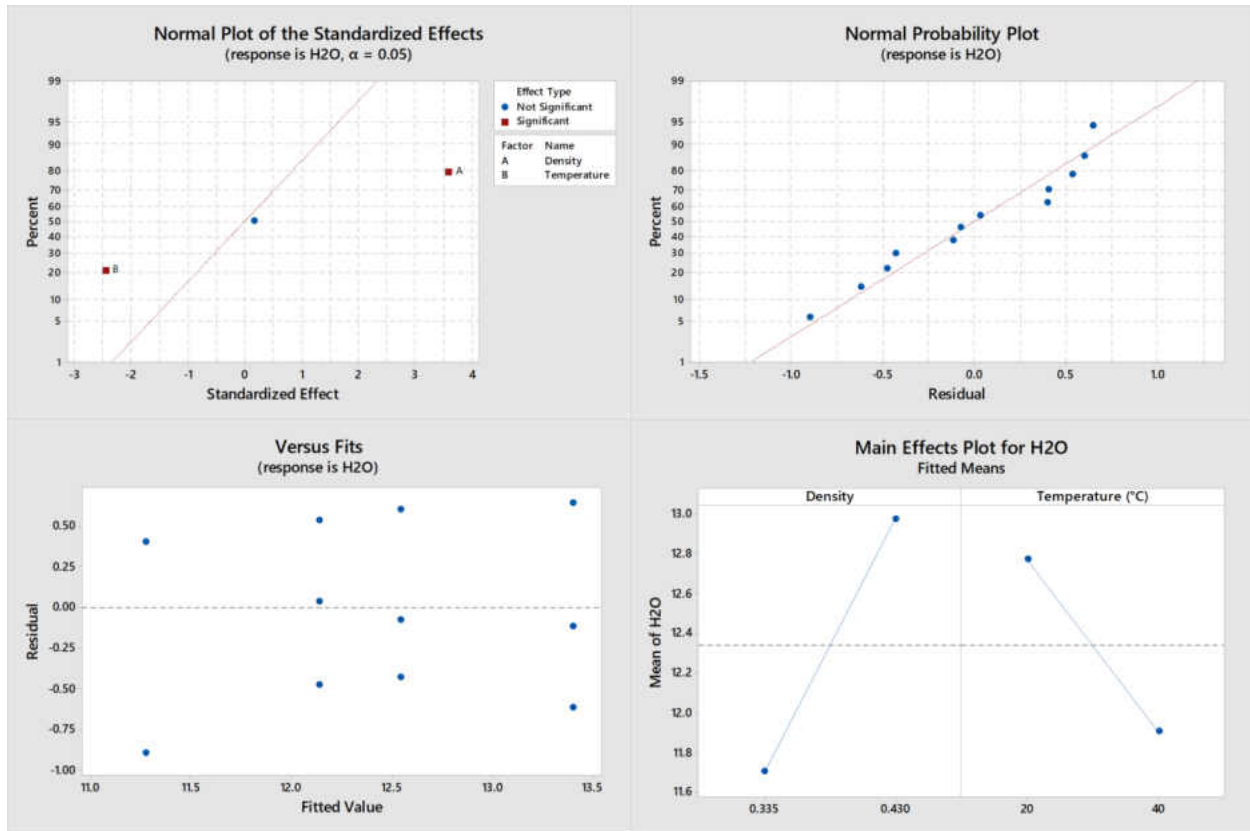 Normal Plot of the Standardized Effects
(response is H2O, α = 0.05)
99
95
90
80
70
60
50
40
30
20
10
5
1
Percent
A
B
-3 -2 -1 0 1 2 3 4
Standardized Effect
Effect Type
Not Significant
Significant
Factor Name
A Density
B Temperature
Normal Probability Plot
(response is H2O)
99
95
90
80
70
60
50
40
30
20
10
5
1
Percent
-1.5 -1.0 -0.5 0.0 0.5 1.0
Residual
Versus Fits
(response is H2O)
0.50
0.25
0.00
-0.25
-0.50
-0.75
-1.00
Residual
11.0 11.5 12.0 12.5 13.0 13.5
Fitted Value
Main Effects Plot for H2O
Fitted Means
Density Temperature (°C)
13.0
12.8
12.6
12.4
12.2
12.0
11.8
11.6
Mean of H2O
0.335 0.430 20 40